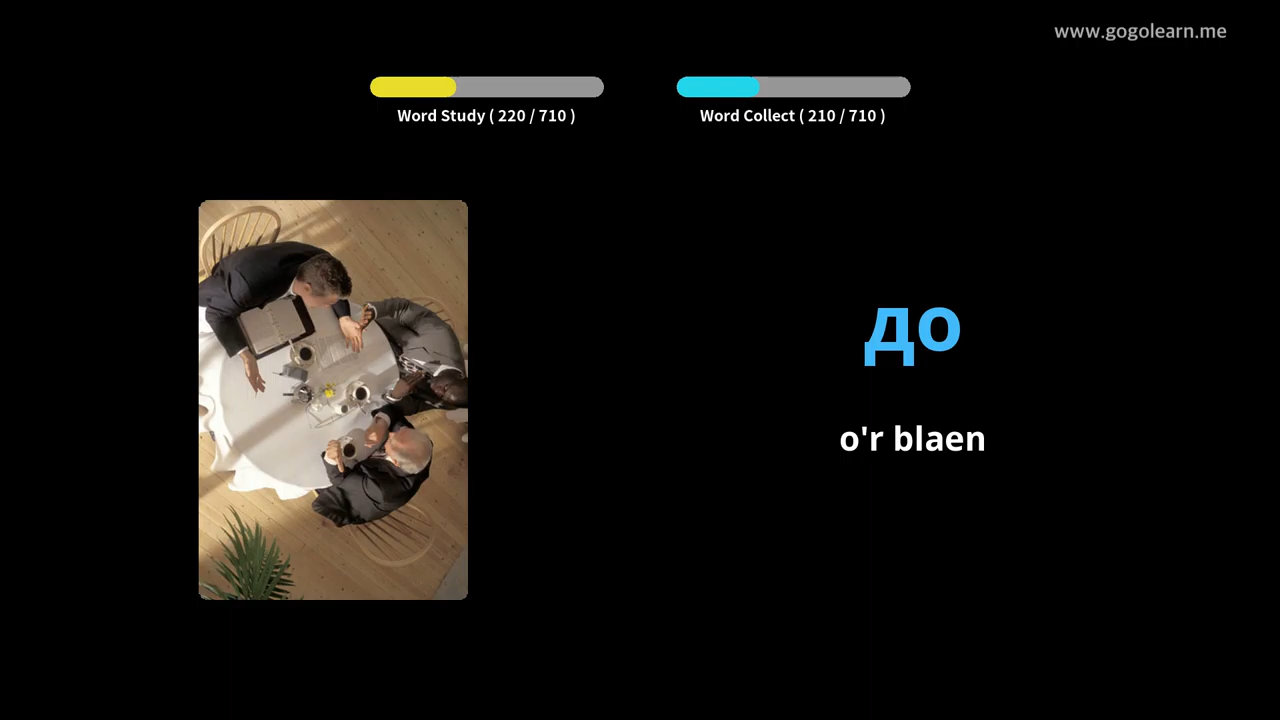 www.gogolearn.me
Word Study ( 220 / 710 )
Word Collect ( 210 / 710 )
до
o'r blaen